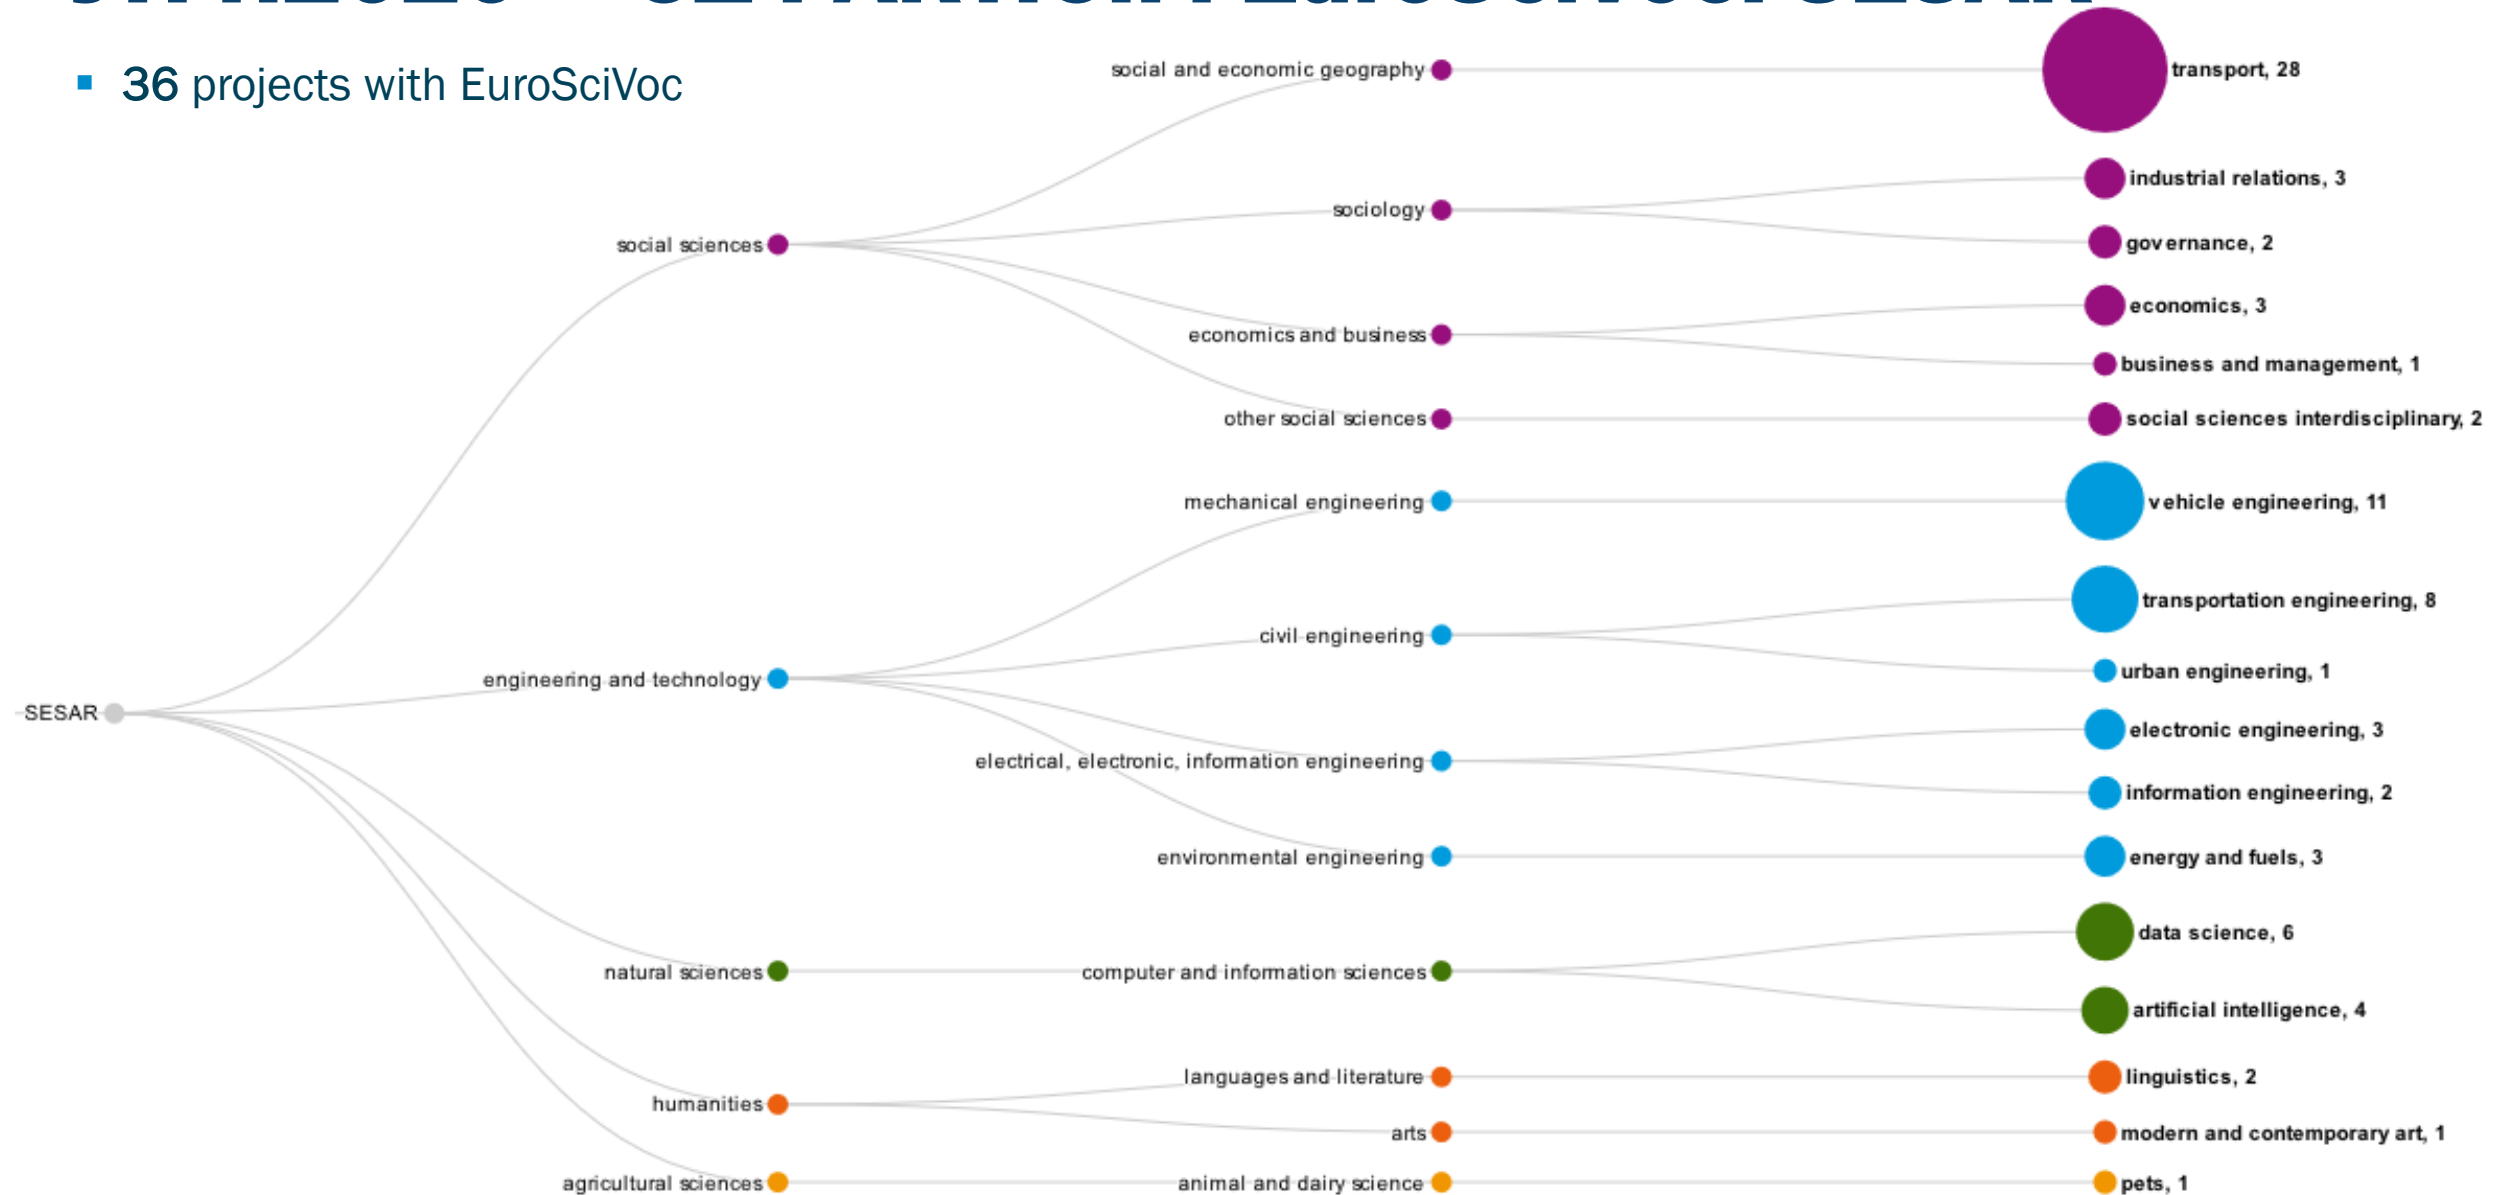 36 projects with EuroSciVoc
social and economic geography
transport, 28
industrial relations, 3
sociology
governance, 2
social sciences
economics, 3
economics and business
business and management, 1
other social sciences
social sciences interdisciplinary, 2
mechanical engineering
vehicle engineering, 11
transportation engineering, 8
civil engineering
urban engineering, 1
engineering and technology
SESAR
electronic engineering, 3
electrical, electronic, information engineering
information engineering, 2
environmental engineering
energy and fuels, 3
data science, 6
natural sciences
computer and information sciences
artificial intelligence, 4
languages and literature
linguistics, 2
humanities
arts
modern and contemporary art, 1
agricultural sciences
animal and dairy science
pets, 1